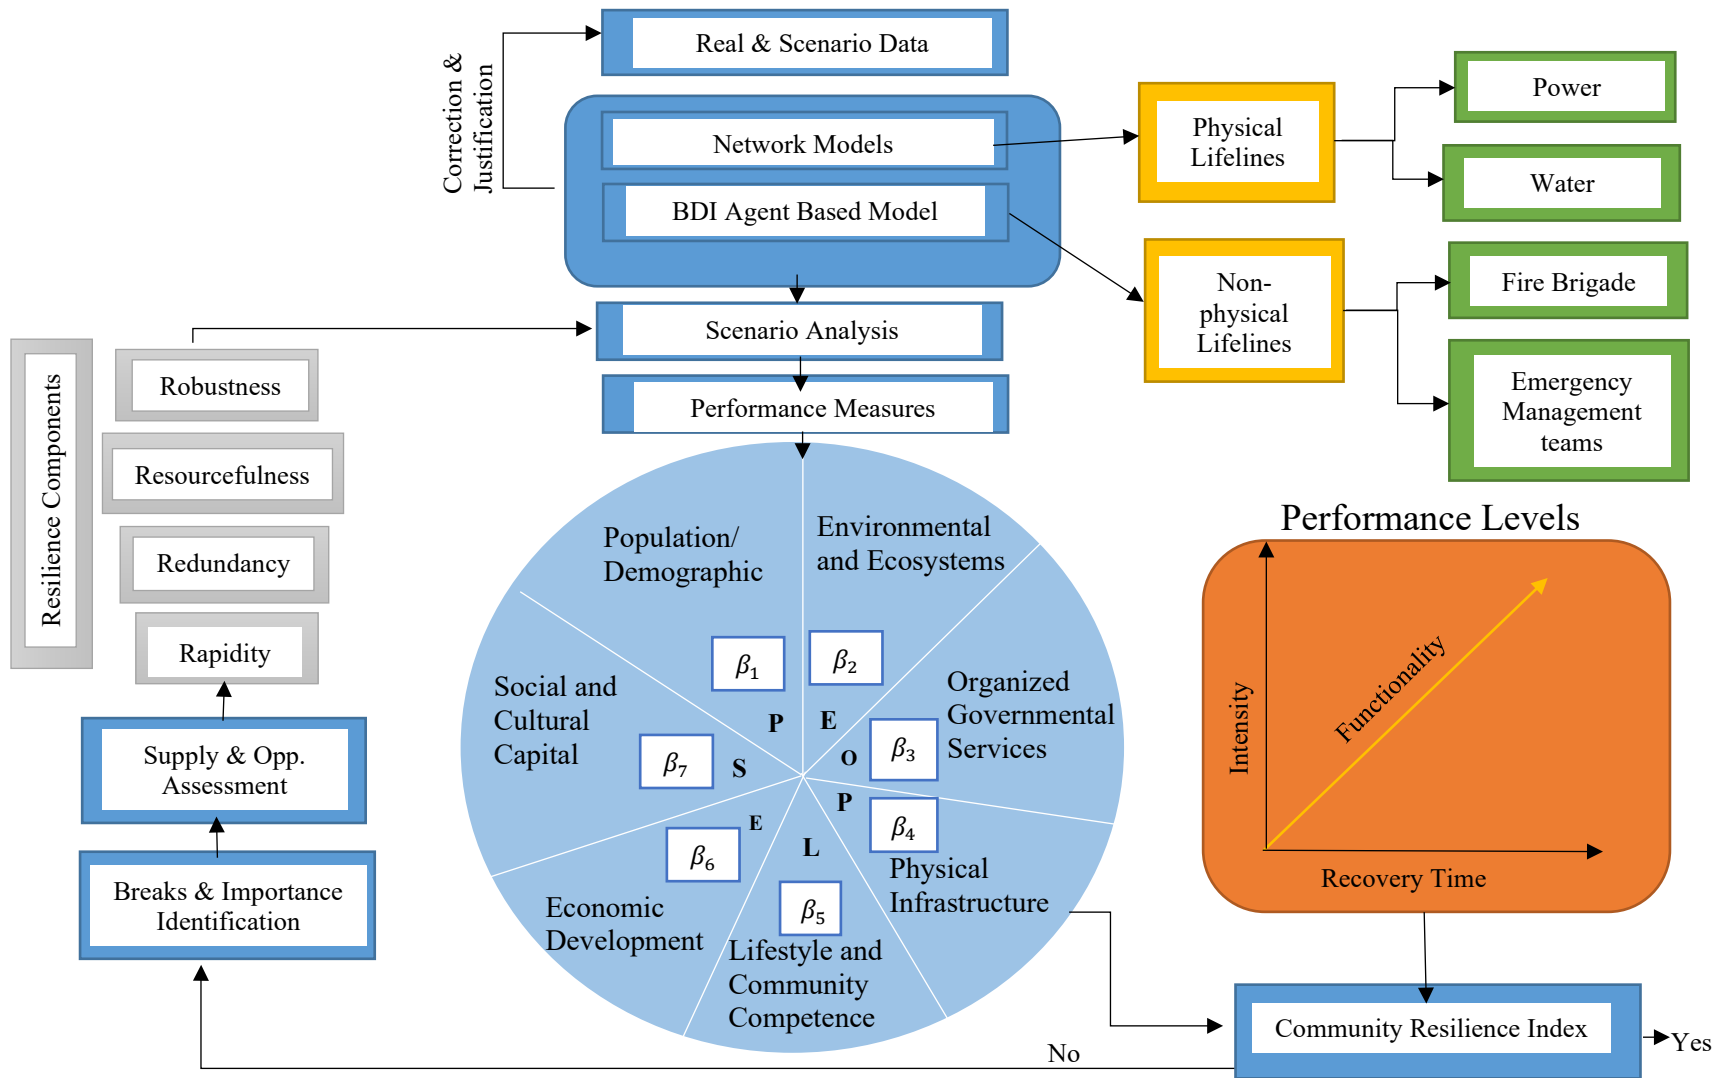 Real & Scenario Data
Correction &
Justification
Network Models
BDI Agent Based Model
Physical
Lifelines
Power
Water
Non-
physical
Lifelines
Fire Brigade
Emergency
Management
teams
Scenario Analysis
Performance Measures
Resilience Components
Robustness
Resourcefulness
Redundancy
Rapidity
Supply & Opp.
Assessment
Breaks & Importance
Identification
Population/
Demographic
β1
P
Environmental
and Ecosystems
β2
E
Organized
Governmental
Services
β3
O
Physical
Infrastructure
β4
P
Lifestyle and
Community
Competence
β5
L
Economic
Development
β6
E
Social and
Cultural
Capital
β7
S
Performance Levels
Intensity
Functionality
Recovery Time
Community Resilience Index
Yes
No